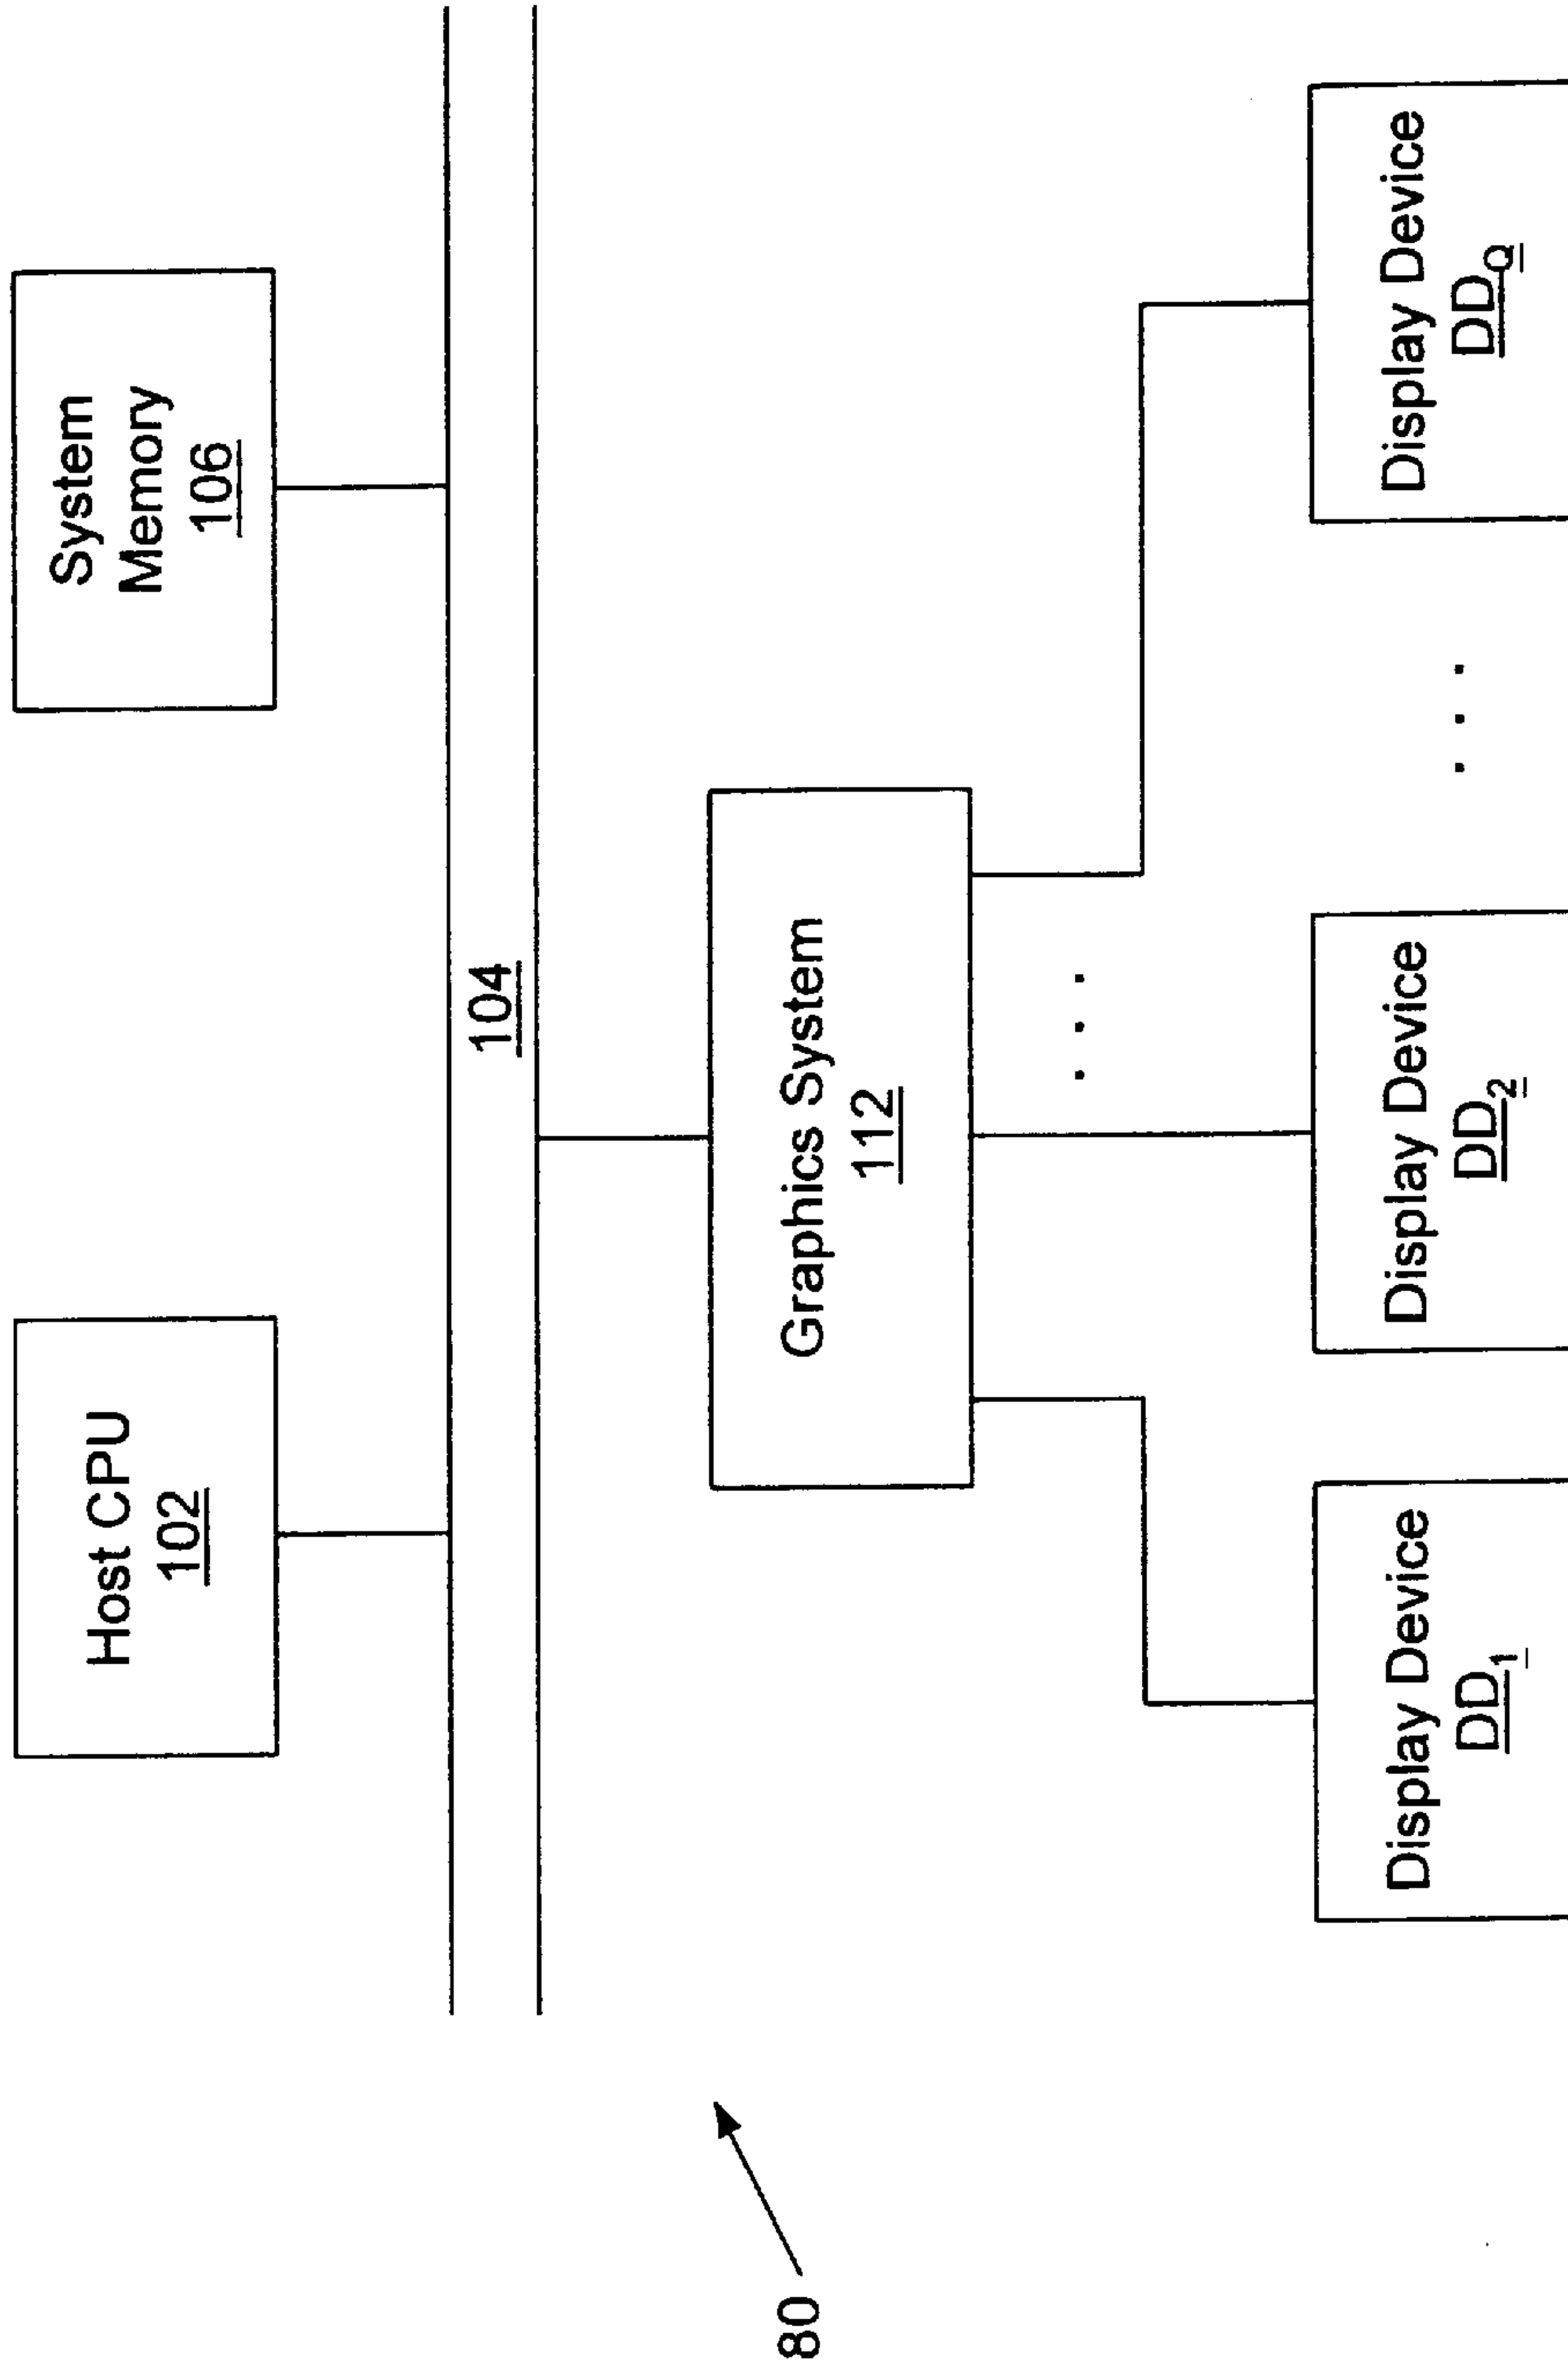 Host CPU
102
System
Memory
106
104
Graphics System
112
. . .
Display Device
DD1
Display Device
DD2
. . .
Display Device
DDQ
80